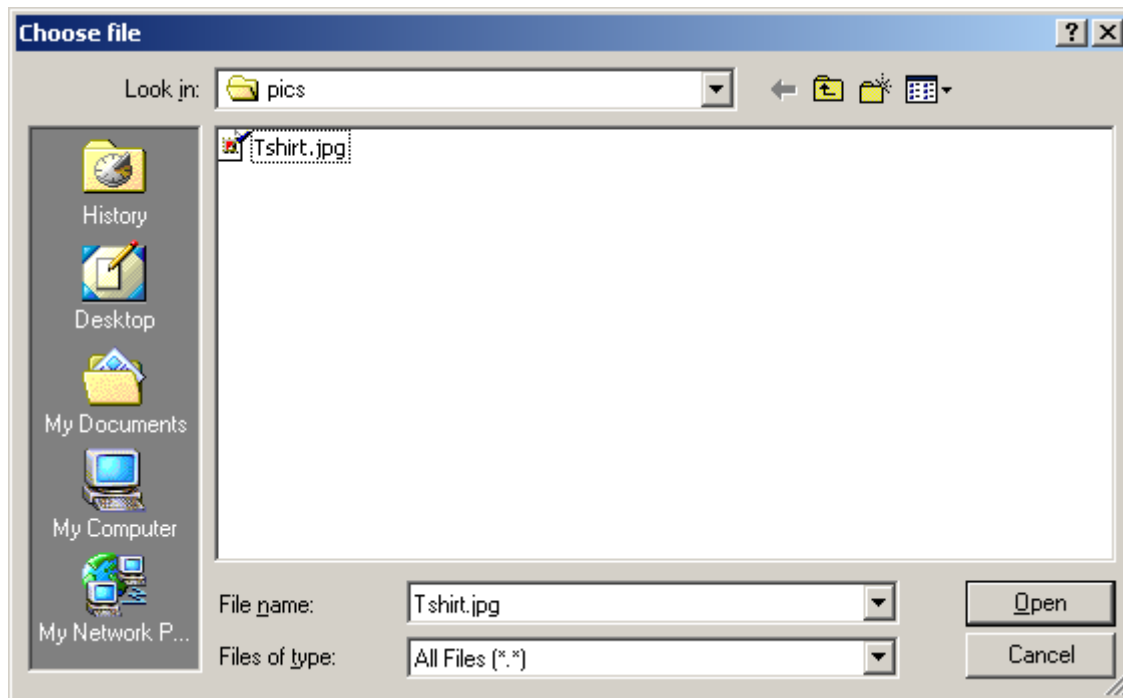 Choose file
Look in: pics
Tshirt.jpg
History
Desktop
My Documents
My Computer
My Network P...
File name: Tshirt.jpg Open
Files of type: All Files (*.*) Cancel